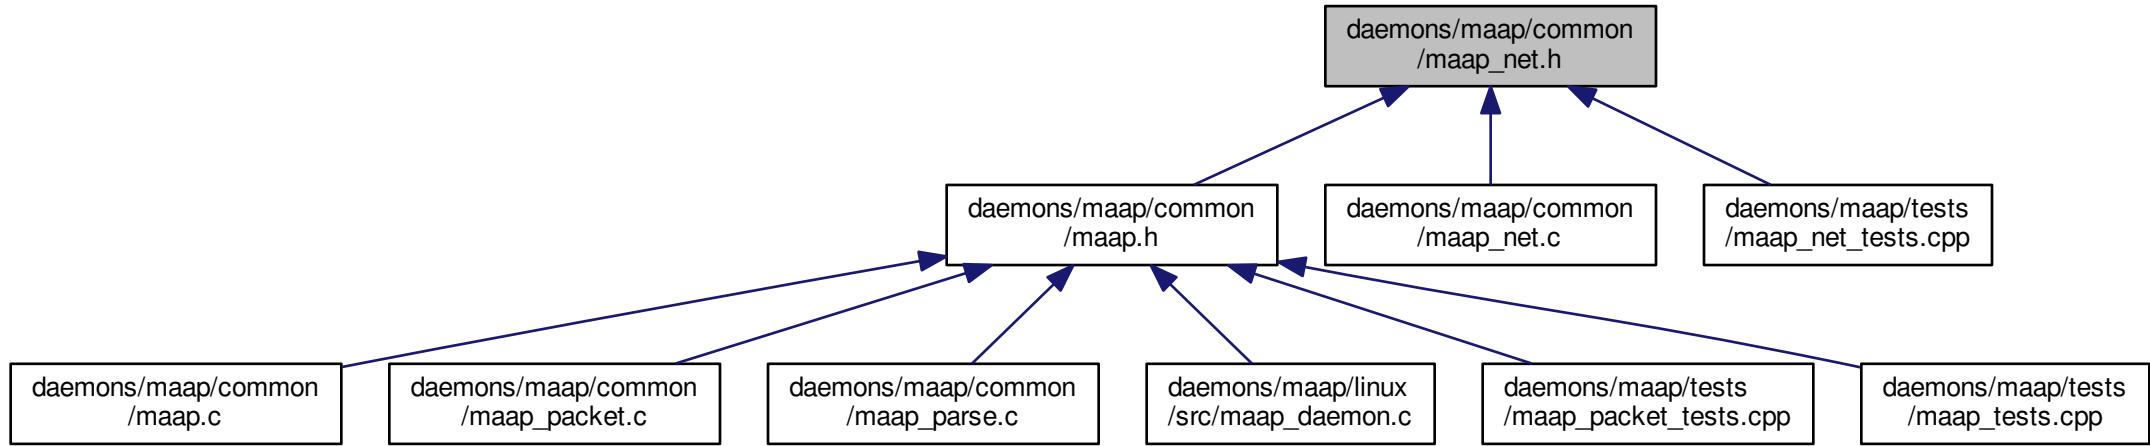 daemons/maap/common
/maap_net.h
daemons/maap/common
/maap.h
daemons/maap/common
/maap_net.c
daemons/maap/tests
/maap_net_tests.cpp
daemons/maap/common
/maap.c
daemons/maap/common
/maap_packet.c
daemons/maap/common
/maap_parse.c
daemons/maap/linux
/src/maap_daemon.c
daemons/maap/tests
/maap_packet_tests.cpp
daemons/maap/tests
/maap_tests.cpp